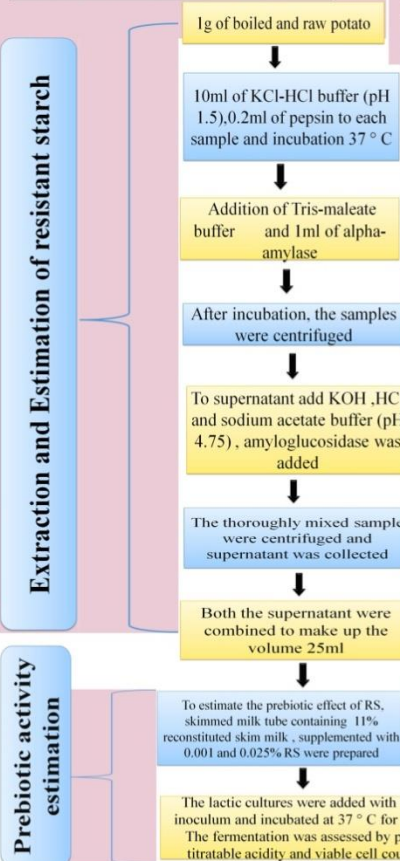 Extraction and Estimation of resistant starch
1g of boiled and raw potato
10ml of KCl-HCl buffer (pH
1.5),0.2ml of pepsin to each
sample and incubation 37 ° C
Addition of Tris-maleate
buffer and 1ml of alpha-
amylase
After incubation, the samples
were centrifuged
To supernatant add KOH ,HC
and sodium acetate buffer (pH
4.75) , amyloglucosidase was
added
The thoroughly mixed sample
were centrifuged and
supernatant was collected
Both the supernatant were
combined to make up the
volume 25ml
Prebiotic activity
estimation
To estimate the prebiotic effect of RS,
skimmed milk tube containing 11%
reconstituted skim milk , supplemented with
0.001 and 0.025% RS were prepared
The lactic cultures were added with
inoculum and incubated at 37 ° C for
The fermentation was assessed by p
titratable acidity and viable cell cou